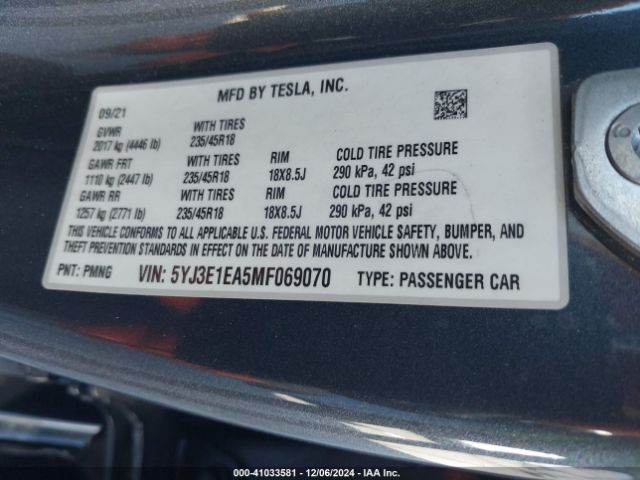 MFD BY TESLA, INC.
09/21
GVWR WITH TIRES
2017 kg (4446 lb) 235/45R18
GAWR FRT WITH TIRES RIM COLD TIRE PRESSURE
1110 kg (2447 lb) 235/45R18 18X8.5J 290 kPa, 42 psi
GAWR RR WITH TIRES RIM COLD TIRE PRESSURE
1257 kg (2771 lb) 235/45R18 18X8.5J 290 kPa, 42 psi
THIS VEHICLE CONFORMS TO ALL APPLICABLE U.S. FEDERAL MOTOR VEHICLE SAFETY, BUMPER, AND
THEFT PREVENTION STANDARDS IN EFFECT ON THE DATE OF MANUFACTURE SHOWN ABOVE.
PNT: PMNG VIN: 5YJ3E1EA5MF069070 TYPE: PASSENGER CAR
000-41033581 | 12/06/2024 | IAA Inc.